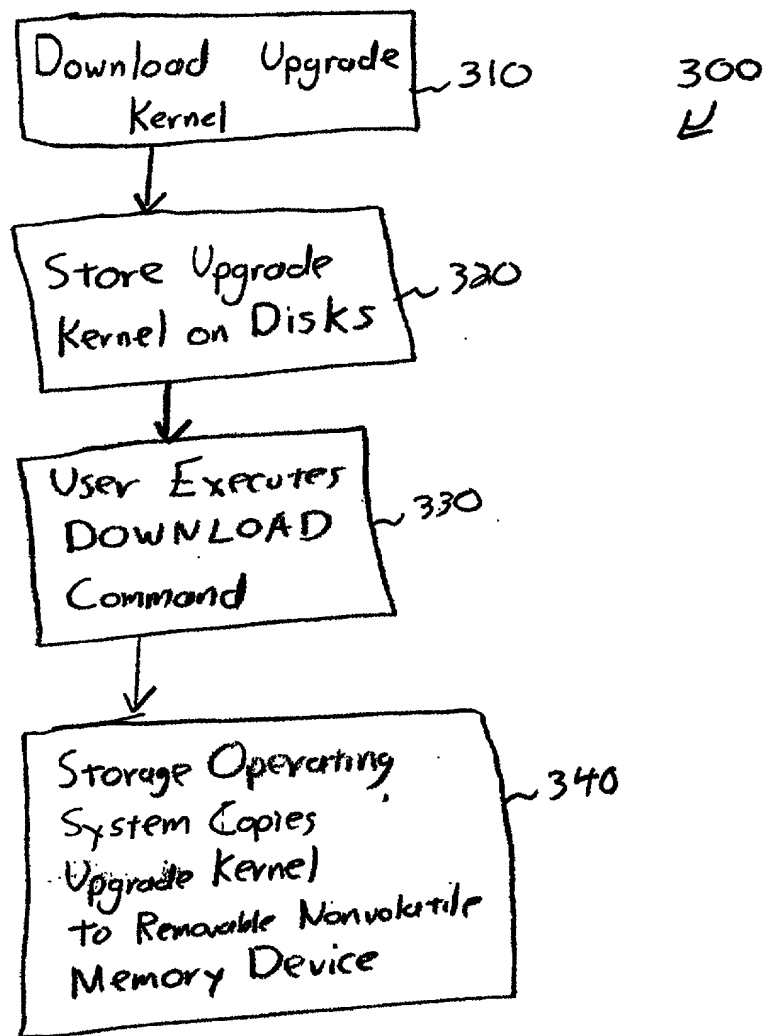 Download Upgrade
Kernel
310
300
Store Upgrade
Kernel on Disks
320
User Executes
DOWNLOAD
Command
330
Storage Operating
System Copies
Upgrade Kernel
to Removable Nonvolatile
Memory Device
340